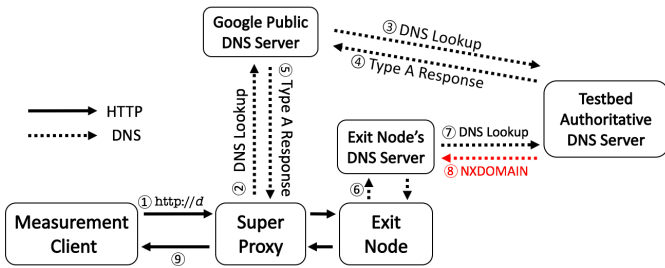 Google Public
DNS Server
③ DNS Lookup
④ Type A Response
HTTP
DNS
② DNS Lookup
⑤ Type A Response
Testbed
Authoritative
DNS Server
Exit Node's
DNS Server
⑦ DNS Lookup
⑧ NXDOMAIN
⑥
① http://d
Measurement
Client
Super
Proxy
Exit
Node
⑨